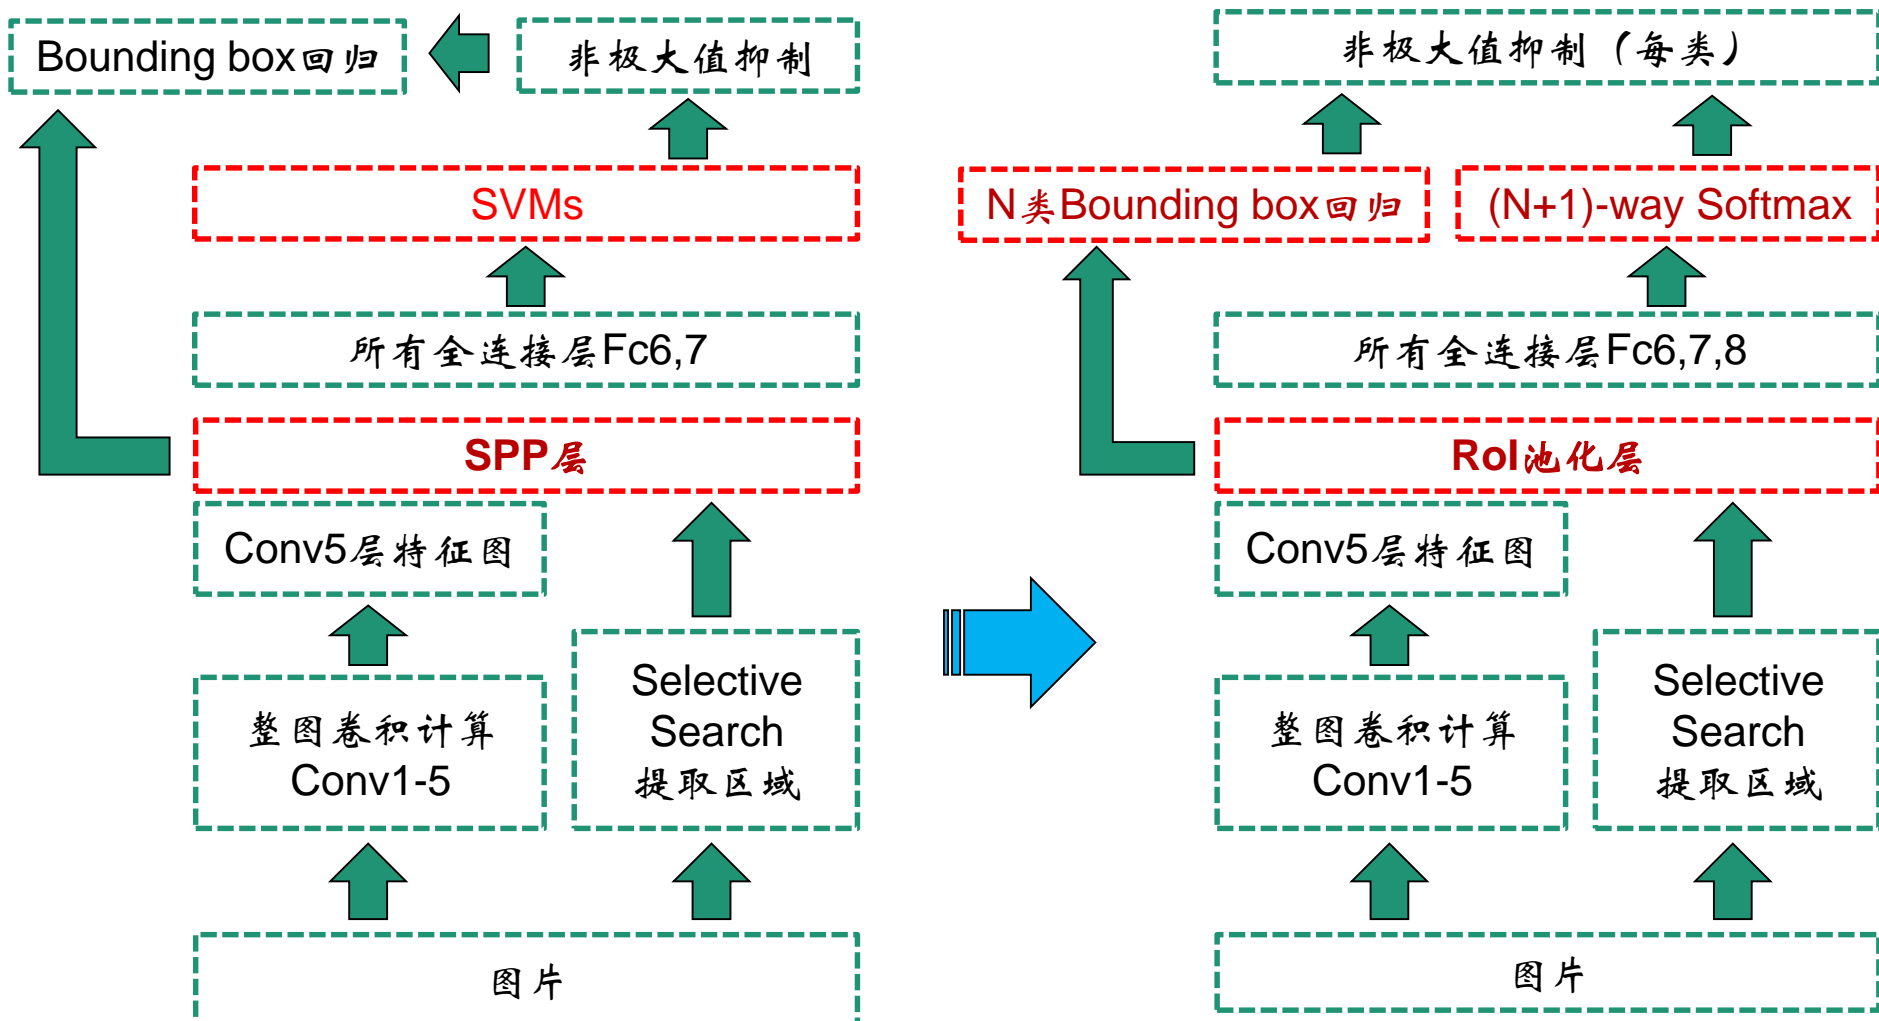 Bounding box回归
非极大值抑制
SVMs
所有全连接层Fc6,7
SPP层
Conv5层特征图
整图卷积计算
Conv1-5
Selective
Search
提取区域
图片
非极大值抑制（每类）
N类Bounding box回归
(N+1)-way Softmax
所有全连接层Fc6,7,8
RoI池化层
Conv5层特征图
整图卷积计算
Conv1-5
Selective
Search
提取区域
图片